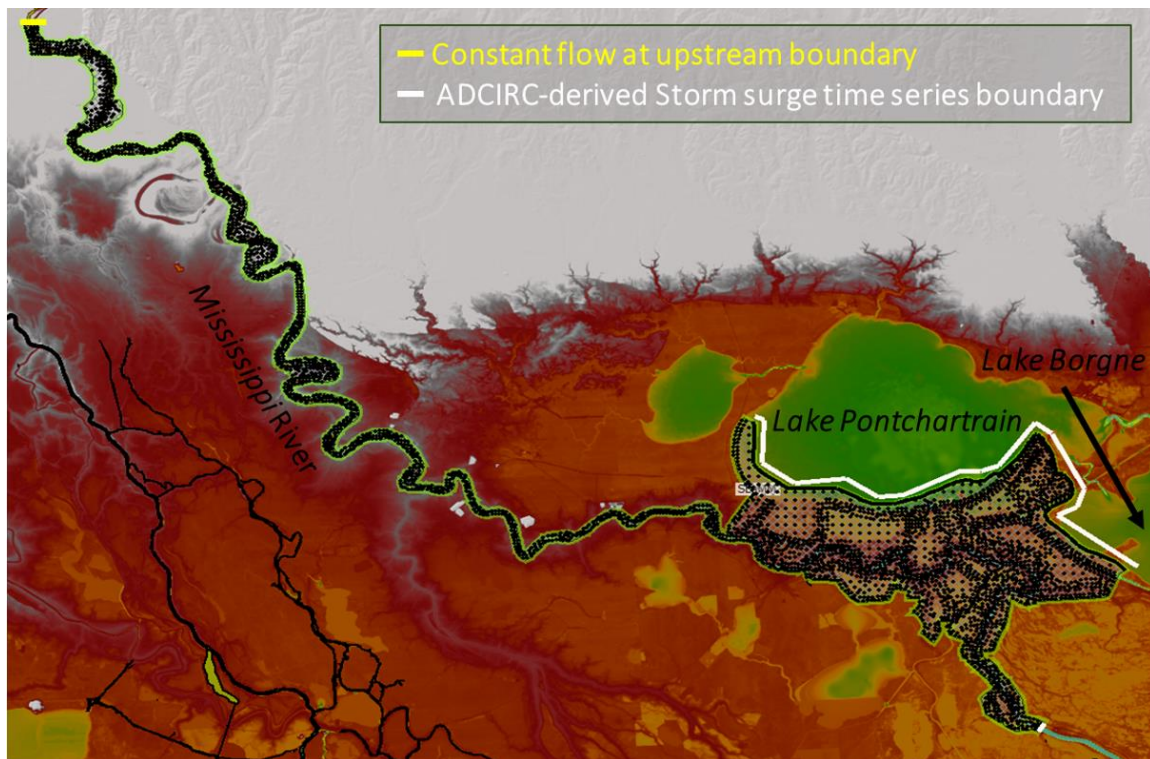 Constant flow at upstream boundary
ADCIRC-derived Storm surge time series boundary
Mississippi River
Lake Borgne
Lake Pontchartrain